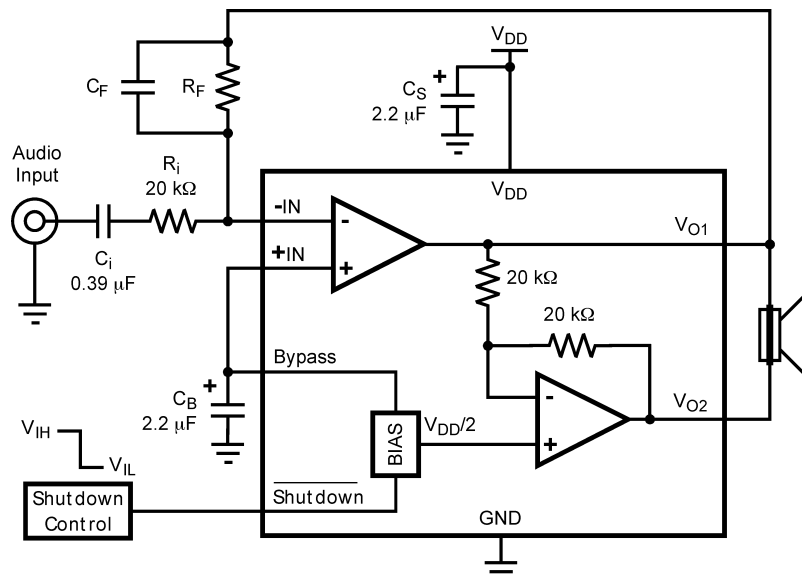 V_DD
C_F
R_F
+
C_S
2.2 μF
Audio
Input
R_i
20 kΩ
V_DD
-IN
-
V_O1
+IN
+
C_i
0.39 μF
20 kΩ
20 kΩ
Bypass
+
C_B
2.2 μF
-
V_DD/2
V_O2
+
BIAS
V_IH
V_IL
Shutdown
Shutdown
Control
GND